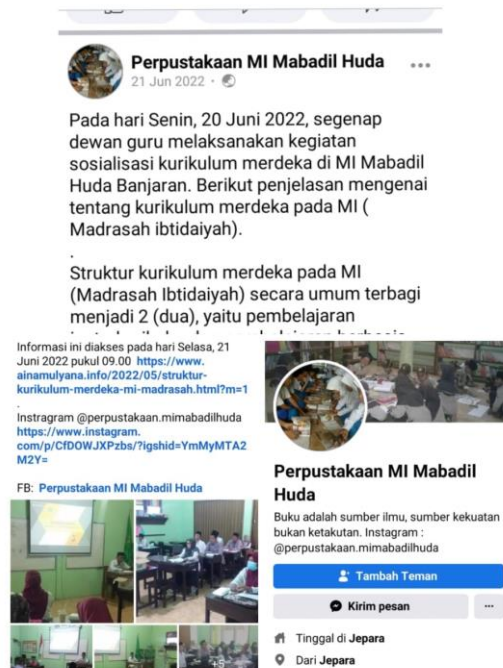 Perpustakaan MI Mabadil Huda
21 Jun 2022
Pada hari Senin, 20 Juni 2022, segenap
dewan guru melaksanakan kegiatan
sosialisasi kurikulum merdeka di MI Mabadil
Huda Banjaran. Berikut penjelasan mengenai
tentang kurikulum merdeka pada MI (
Madrasah ibtidaiyah).
.
Struktur kurikulum merdeka pada MI
(Madrasah Ibtidaiyah) secara umum terbagi
menjadi 2 (dua), yaitu pembelajaran
Informasi ini diakses pada hari Selasa, 21
Juni 2022 pukul 09.00 https://www.
ainamulyana.info/2022/05/struktur-
kurikulum-merdeka-mi-madrasah.html?m=1
.
Instragram @perpustakaan.mimabadilhuda
https://www.instagram.
com/p/CfDOWJXPzbs/?igshid=YmMyMTA2
M2Y=
FB: Perpustakaan MI Mabadil Huda
+5
Perpustakaan MI Mabadil
Huda
Buku adalah sumber ilmu, sumber kekuatan
bukan ketakutan. Instagram :
@perpustakaan.mimabadilhuda
Tambah Teman
Kirim pesan
Tinggal di Jepara
Dari Jepara